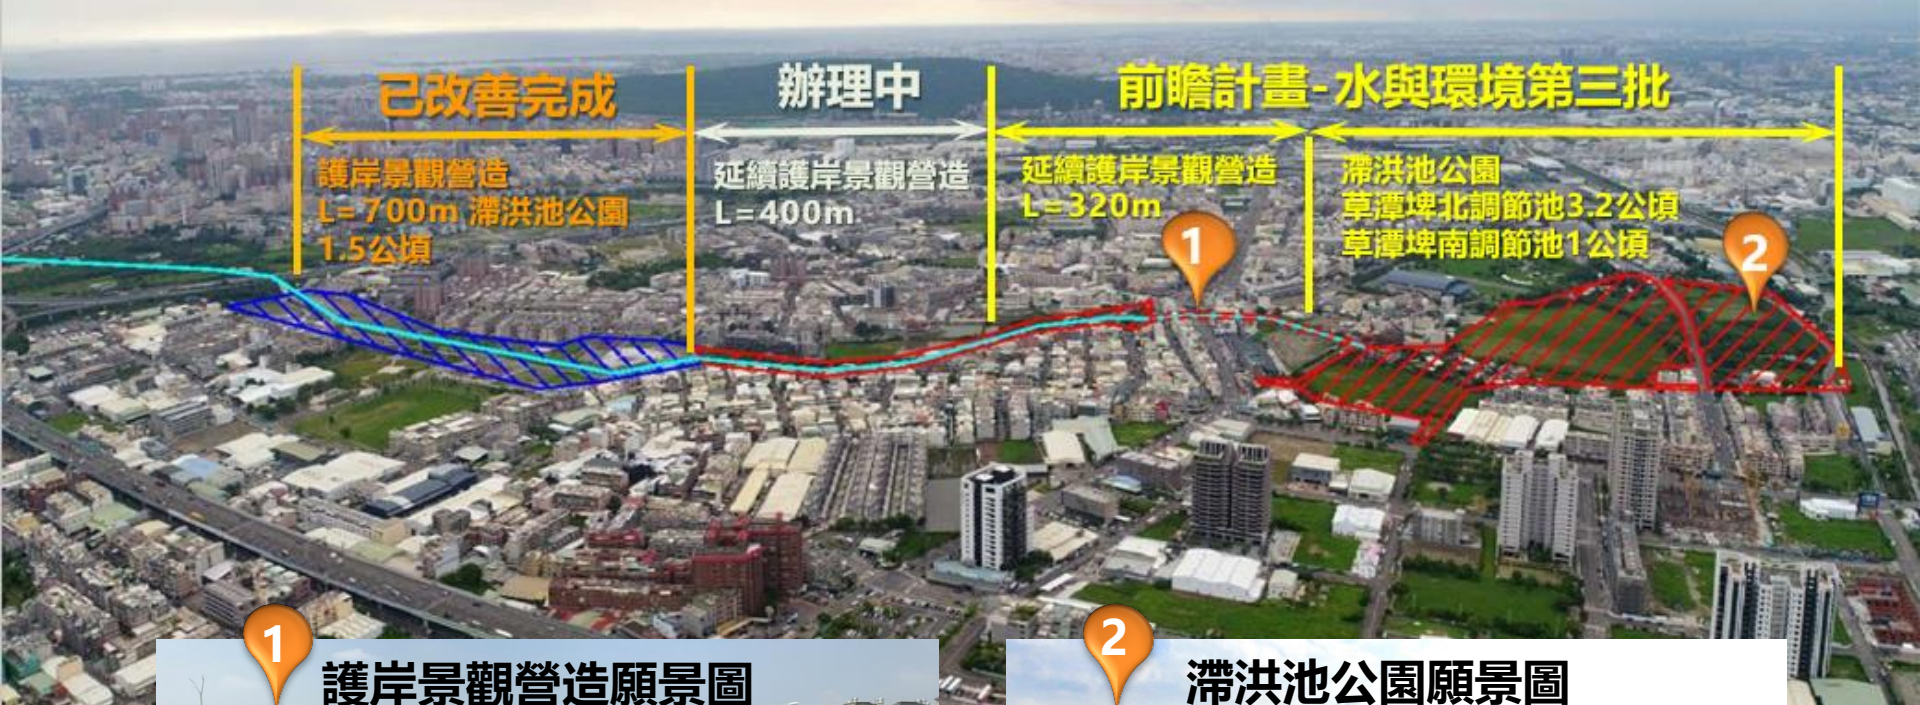 已改善完成
辦理中
前瞻計畫-水與環境第三批
護岸景觀營造
L=700m 滯洪池公園
1.5公頃
延續護岸景觀營造
L=400m
延續護岸景觀營造
L=320m
滯洪池公園
草潭埤北調節池3.2公頃
草潭埤南調節池1公頃
1
2
1
護岸景觀營造願景圖
2
滯洪池公園願景圖